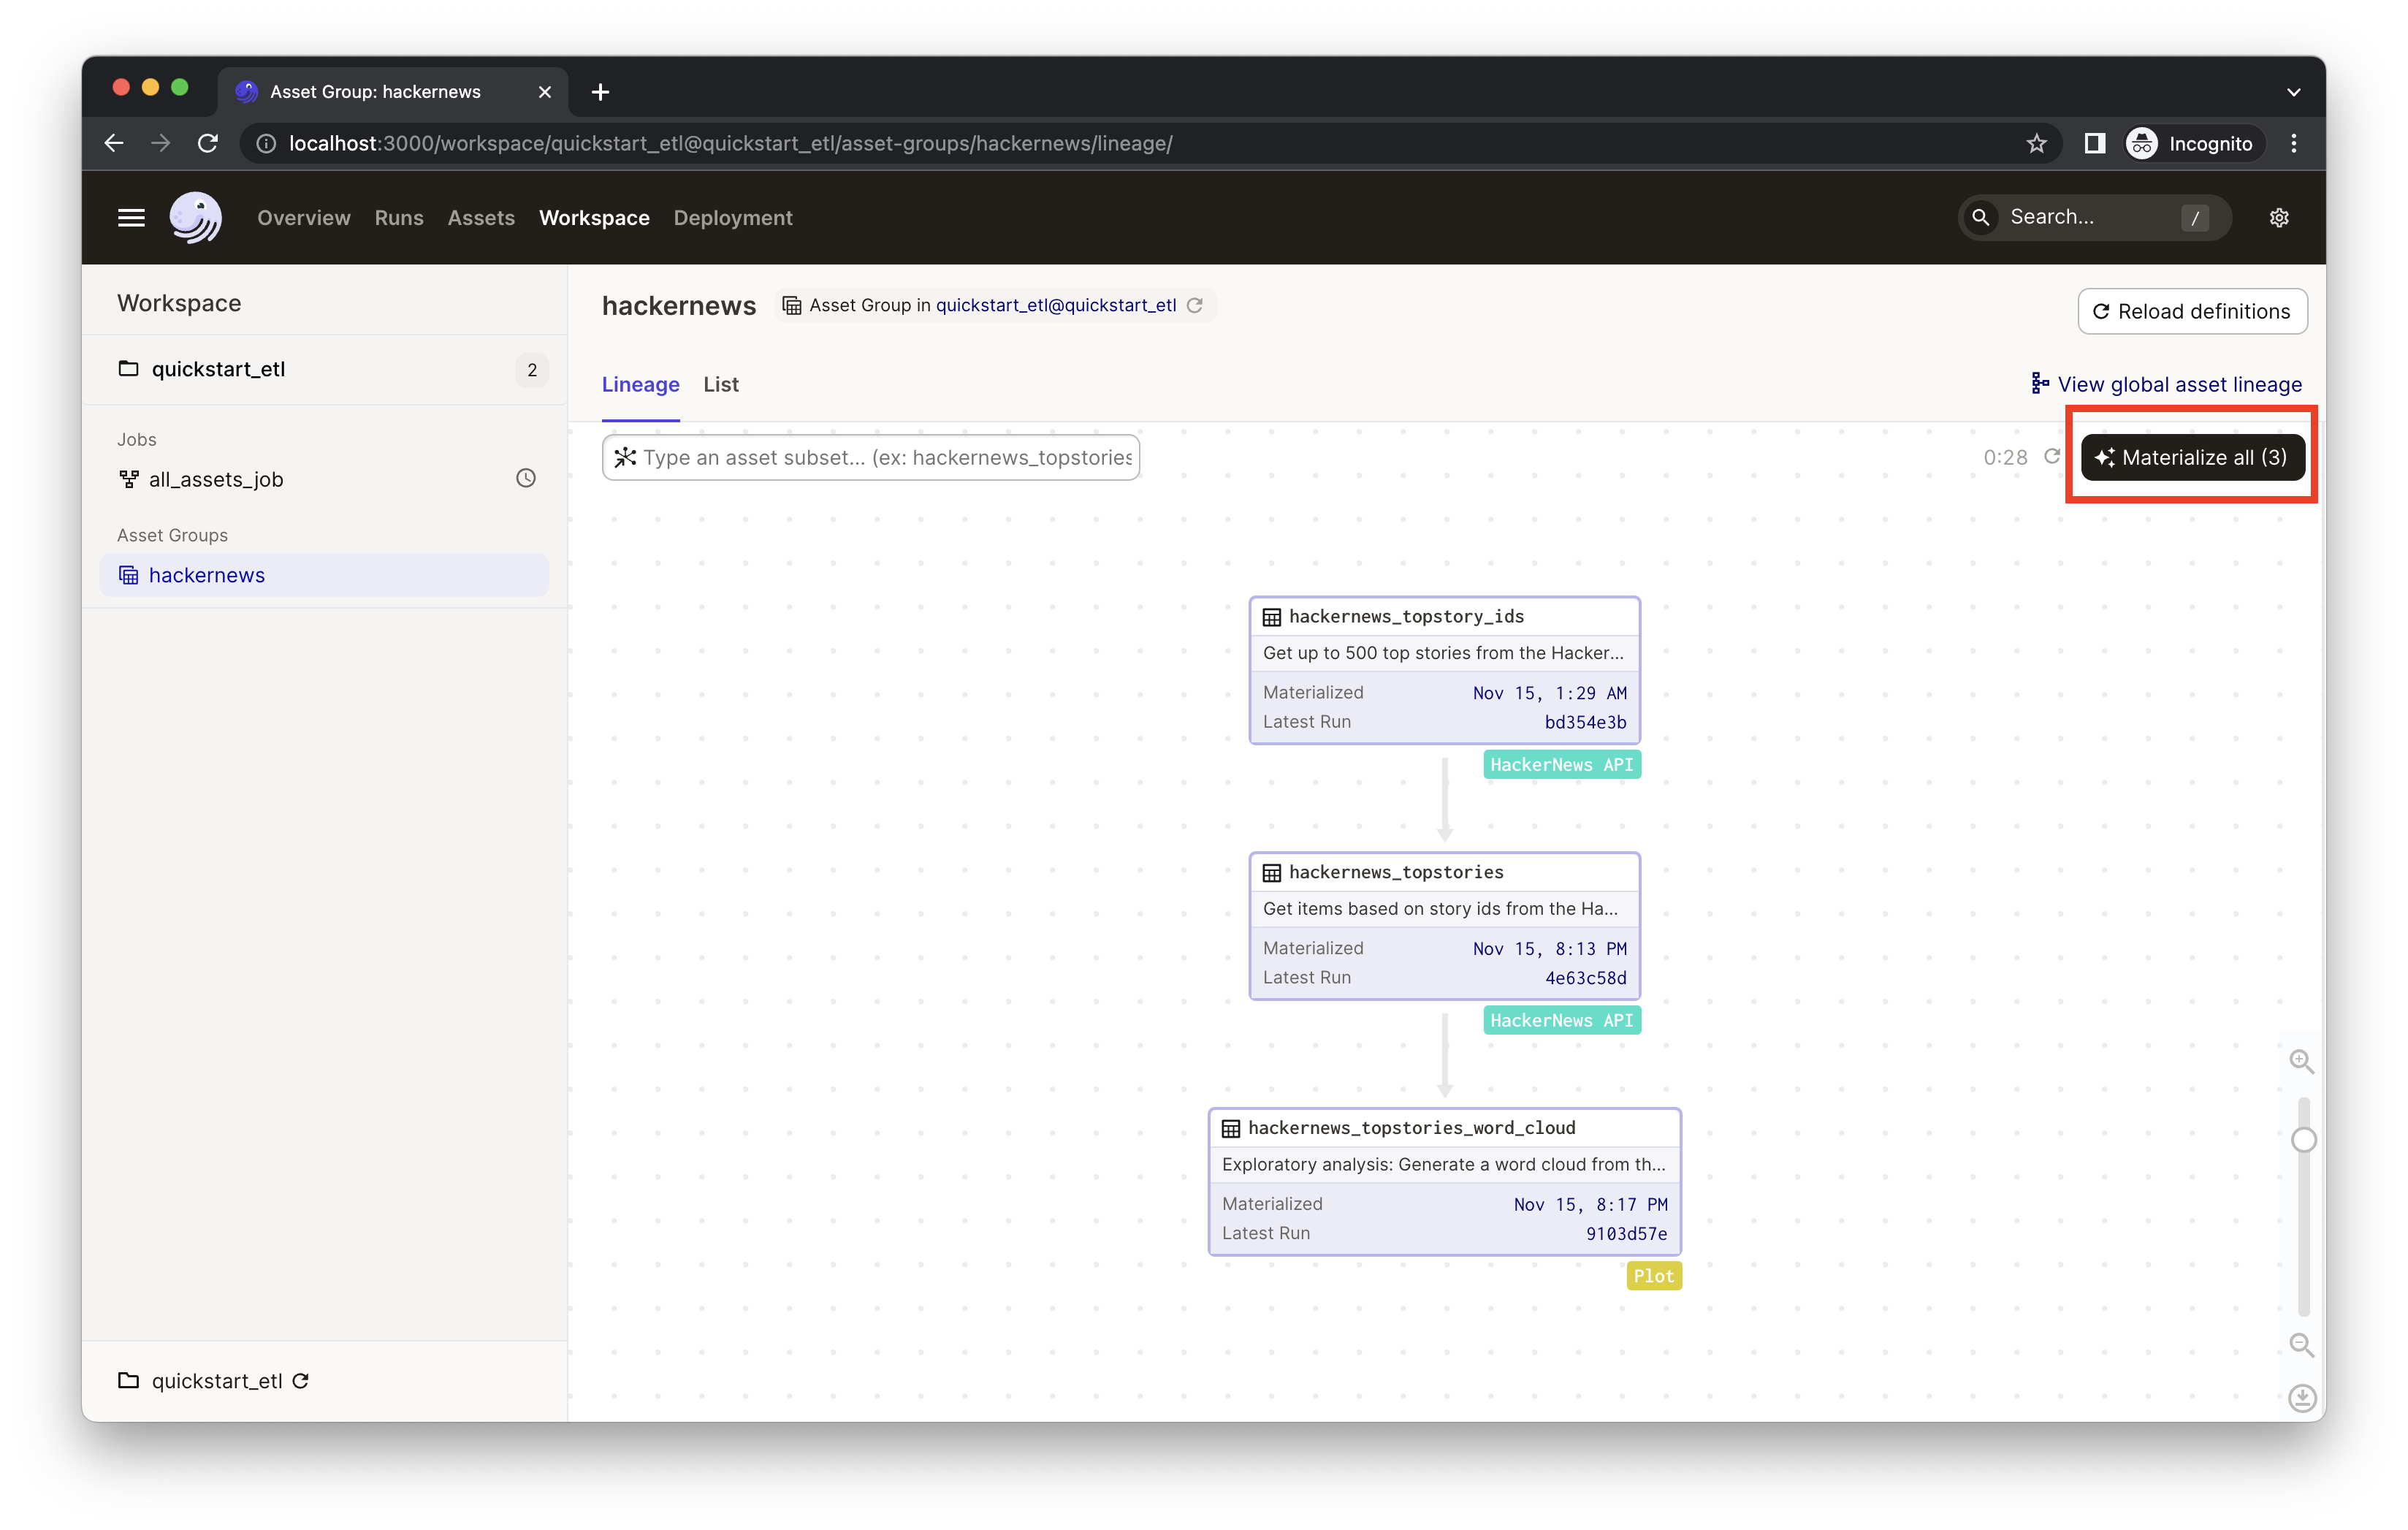 Asset Group: hackernews
localhost:3000/workspace/quickstart_etl@quickstart_etl/asset-groups/hackernews/lineage/
Incognito
Overview Runs Assets Workspace Deployment
Search... /
Workspace
quickstart_etl 2
Jobs
all_assets_job
Asset Groups
hackernews
quickstart_etl
hackernews Asset Group in quickstart_etl@quickstart_etl
Reload definitions
Lineage List
View global asset lineage
Type an asset subset... (ex: hackernews_topstories
0:28
Materialize all (3)
hackernews_topstory_ids
Get up to 500 top stories from the Hacker...
Materialized Nov 15, 1:29 AM
Latest Run bd354e3b
HackerNews API
hackernews_topstories
Get items based on story ids from the Ha...
Materialized Nov 15, 8:13 PM
Latest Run 4e63c58d
HackerNews API
hackernews_topstories_word_cloud
Exploratory analysis: Generate a word cloud from th...
Materialized Nov 15, 8:17 PM
Latest Run 9103d57e
Plot